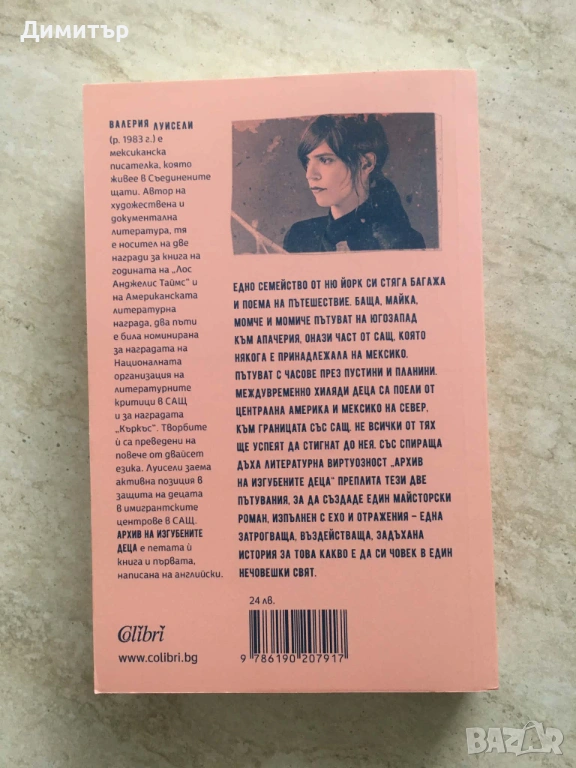 Димитър
ВАЛЕРИЯ ЛУИСЕЛИ
(р. 1983 г.) е
мексиканска
писателка, която
живее в Съединените
щати. Автор на
художествена и
документална
литература, тя
е носител на две
награди за книга на
годината на „Лос
Анджелис Таймс“ и
на Американската
литературна
награда, два пъти
е била номинирана
за наградата на
Националната
организация на
литературните
критици в САЩ
и за наградата
„Къркъс“. Творбите
ѝ са преведени на
повече от двайсет
езика. Луисели заема
активна позиция в
защита на децата
в имигрантските
центрове в САЩ.
АРХИВ НА ИЗГУБЕНИТЕ
ДЕЦА е петата ѝ
книга и първата,
написана на английски.
ЕДНО СЕМЕЙСТВО ОТ НЮ ЙОРК СИ СТЯГА БАГАЖА
И ПОЕМА НА ПЪТЕШЕСТВИЕ. БАЩА, МАЙКА,
МОМЧЕ И МОМИЧЕ ПЪТУВАТ НА ЮГОЗАПАД
КЪМ АПАЧЕРИЯ, ОНАЗИ ЧАСТ ОТ САЩ, КОЯТО
НЯКОГА Е ПРИНАДЛЕЖАЛА НА МЕКСИКО.
ПЪТУВАТ С ЧАСОВЕ ПРЕЗ ПУСТИНИ И ПЛАНИНИ.
МЕЖДУВРЕМЕННО ХИЛЯДИ ДЕЦА СА ПОЕЛИ ОТ
ЦЕНТРАЛНА АМЕРИКА И МЕКСИКО НА СЕВЕР,
КЪМ ГРАНИЦАТА СЪС САЩ. НЕ ВСИЧКИ ОТ ТЯХ
ЩЕ УСПЕЯТ ДА СТИГНАТ ДО НЕЯ. СЪС СПИРАЩА
ДЪХА ЛИТЕРАТУРНА ВИРТУОЗНОСТ „АРХИВ
НА ИЗГУБЕНИТЕ ДЕЦА“ ПРЕПЛИТА ТЕЗИ ДВЕ
ПЪТУВАНИЯ, ЗА ДА СЪЗДАДЕ ЕДИН МАЙСТОРСКИ
РОМАН, ИЗПЪЛНЕН С ЕХО И ОТРАЖЕНИЯ – ЕДНА
ЗАТРОГВАЩА, ВЪЗДЕЙСТВАЩА, ЗАДЪХАНА
ИСТОРИЯ ЗА ТОВА КАКВО Е ДА СИ ЧОВЕК В ЕДИН
НЕЧОВЕШКИ СВЯТ.
24 лв.
9 786190 207917
Colibri
www.colibri.bg
BAZAR